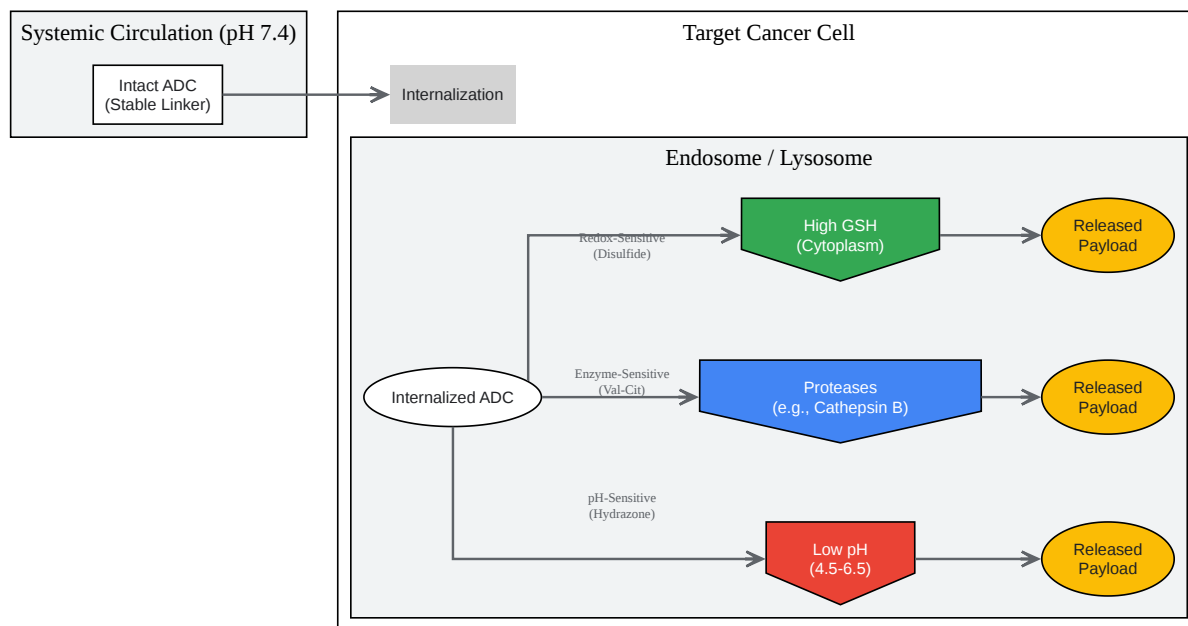 Systemic Circulation (pH 7.4)
Intact ADC
(Stable Linker)
Target Cancer Cell
Internalization
Endosome / Lysosome
Redox-Sensitive
(Disulfide)
High GSH
(Cytoplasm)
Released
Payload
Internalized ADC
Enzyme-Sensitive
(Val-Cit)
Proteases
(e.g., Cathepsin B)
Released
Payload
pH-Sensitive
(Hydrazone)
Low pH
(4.5-6.5)
Released
Payload